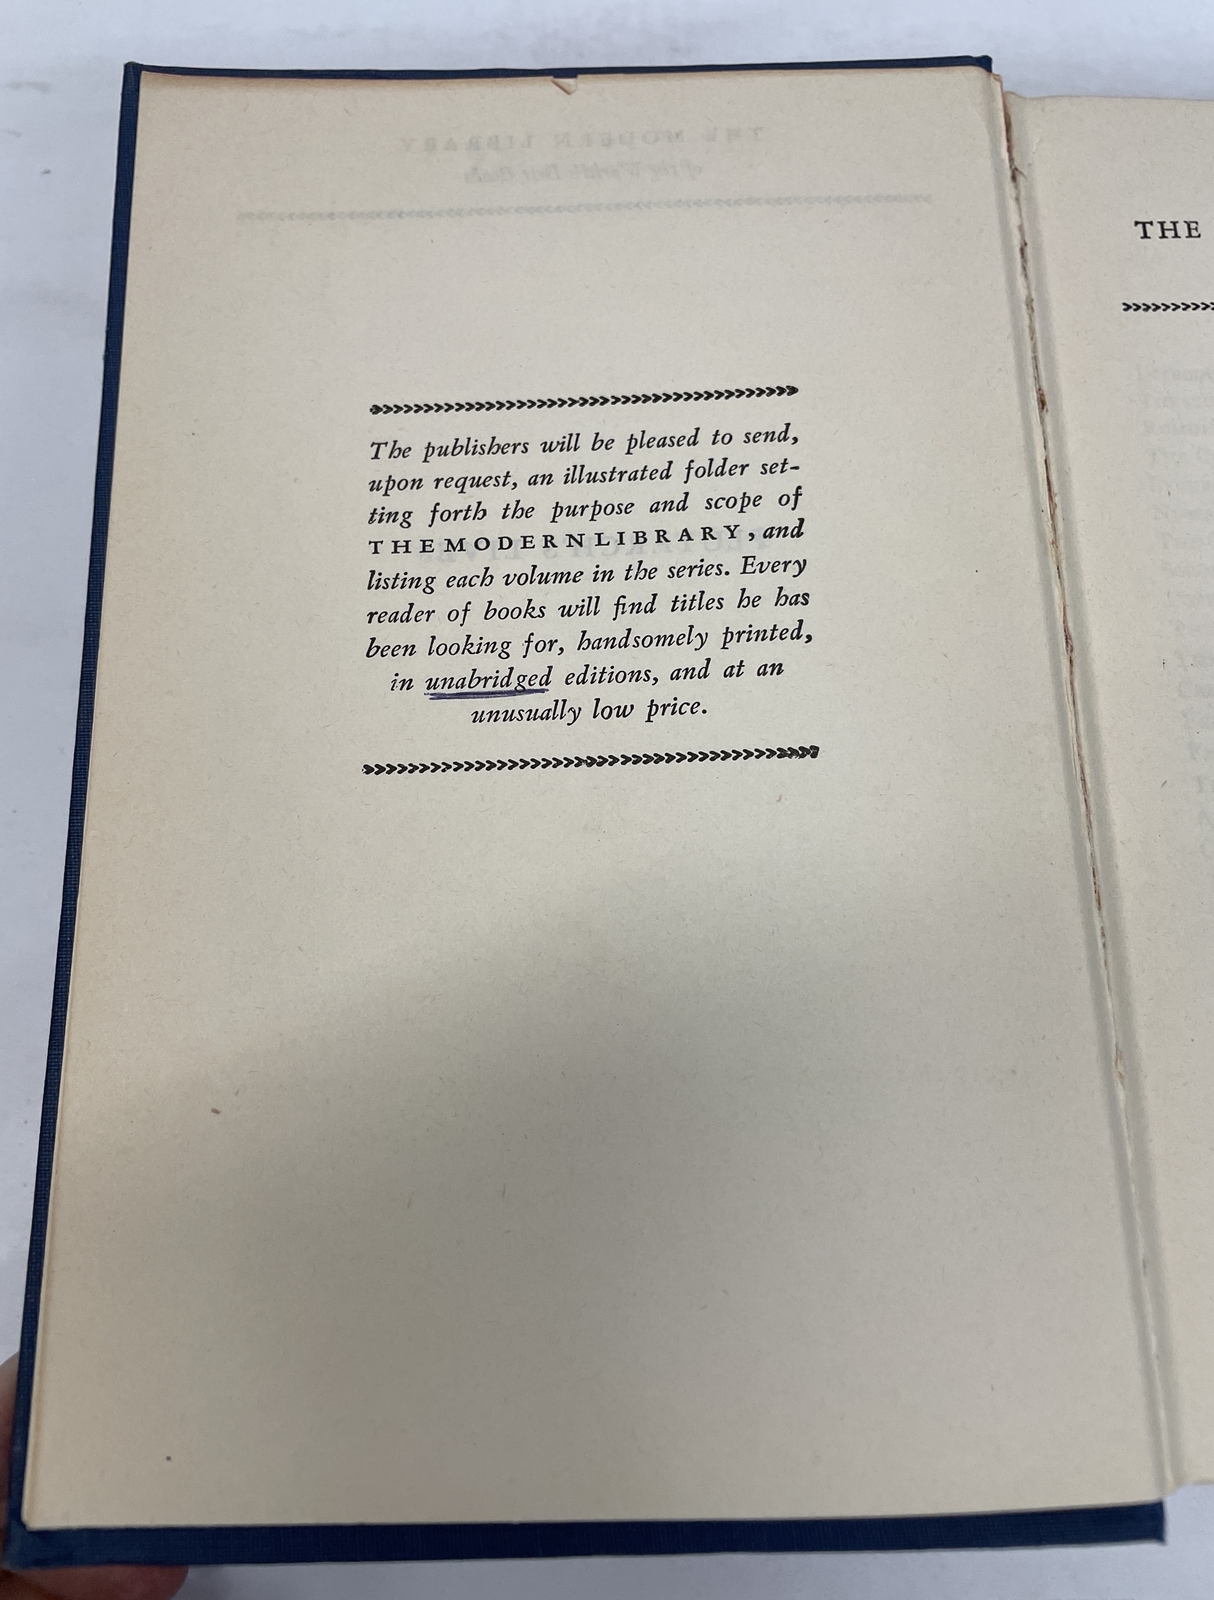 The publishers will be pleased to send,
upon request, an illustrated folder set-
ting forth the purpose and scope of
THE MODERN LIBRARY, and
listing each volume in the series. Every
reader of books will find titles he has
been looking for, handsomely printed,
in unabridged editions, and at an
unusually low price.
THE